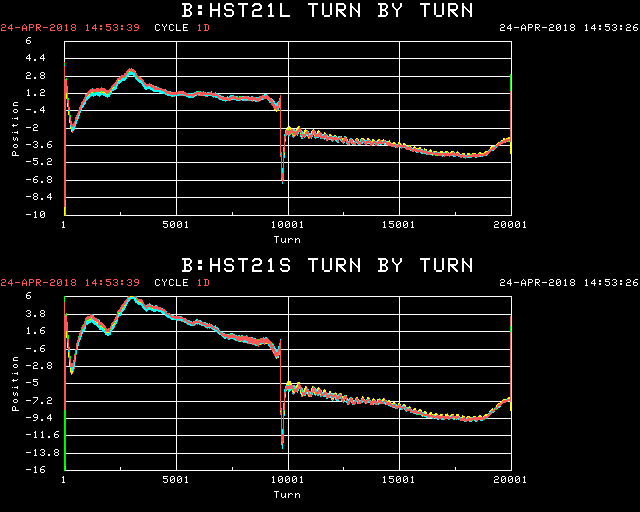 B:HST21L TURN BY TURN
24-APR-2018 14:53:39 CYCLE 1D 24-APR-2018 14:53:26
6
4.4
2.8
1.2
-.4
-2
-3.6
-5.2
-6.8
-8.4
-10
Position
1 5001 10001 15001 20001
Turn
B:HST21S TURN BY TURN
24-APR-2018 14:53:39 CYCLE 1D 24-APR-2018 14:53:26
6
3.8
1.6
-.6
-2.8
-5
-7.2
-9.4
-11.6
-13.8
-16
Position
1 5001 10001 15001 20001
Turn